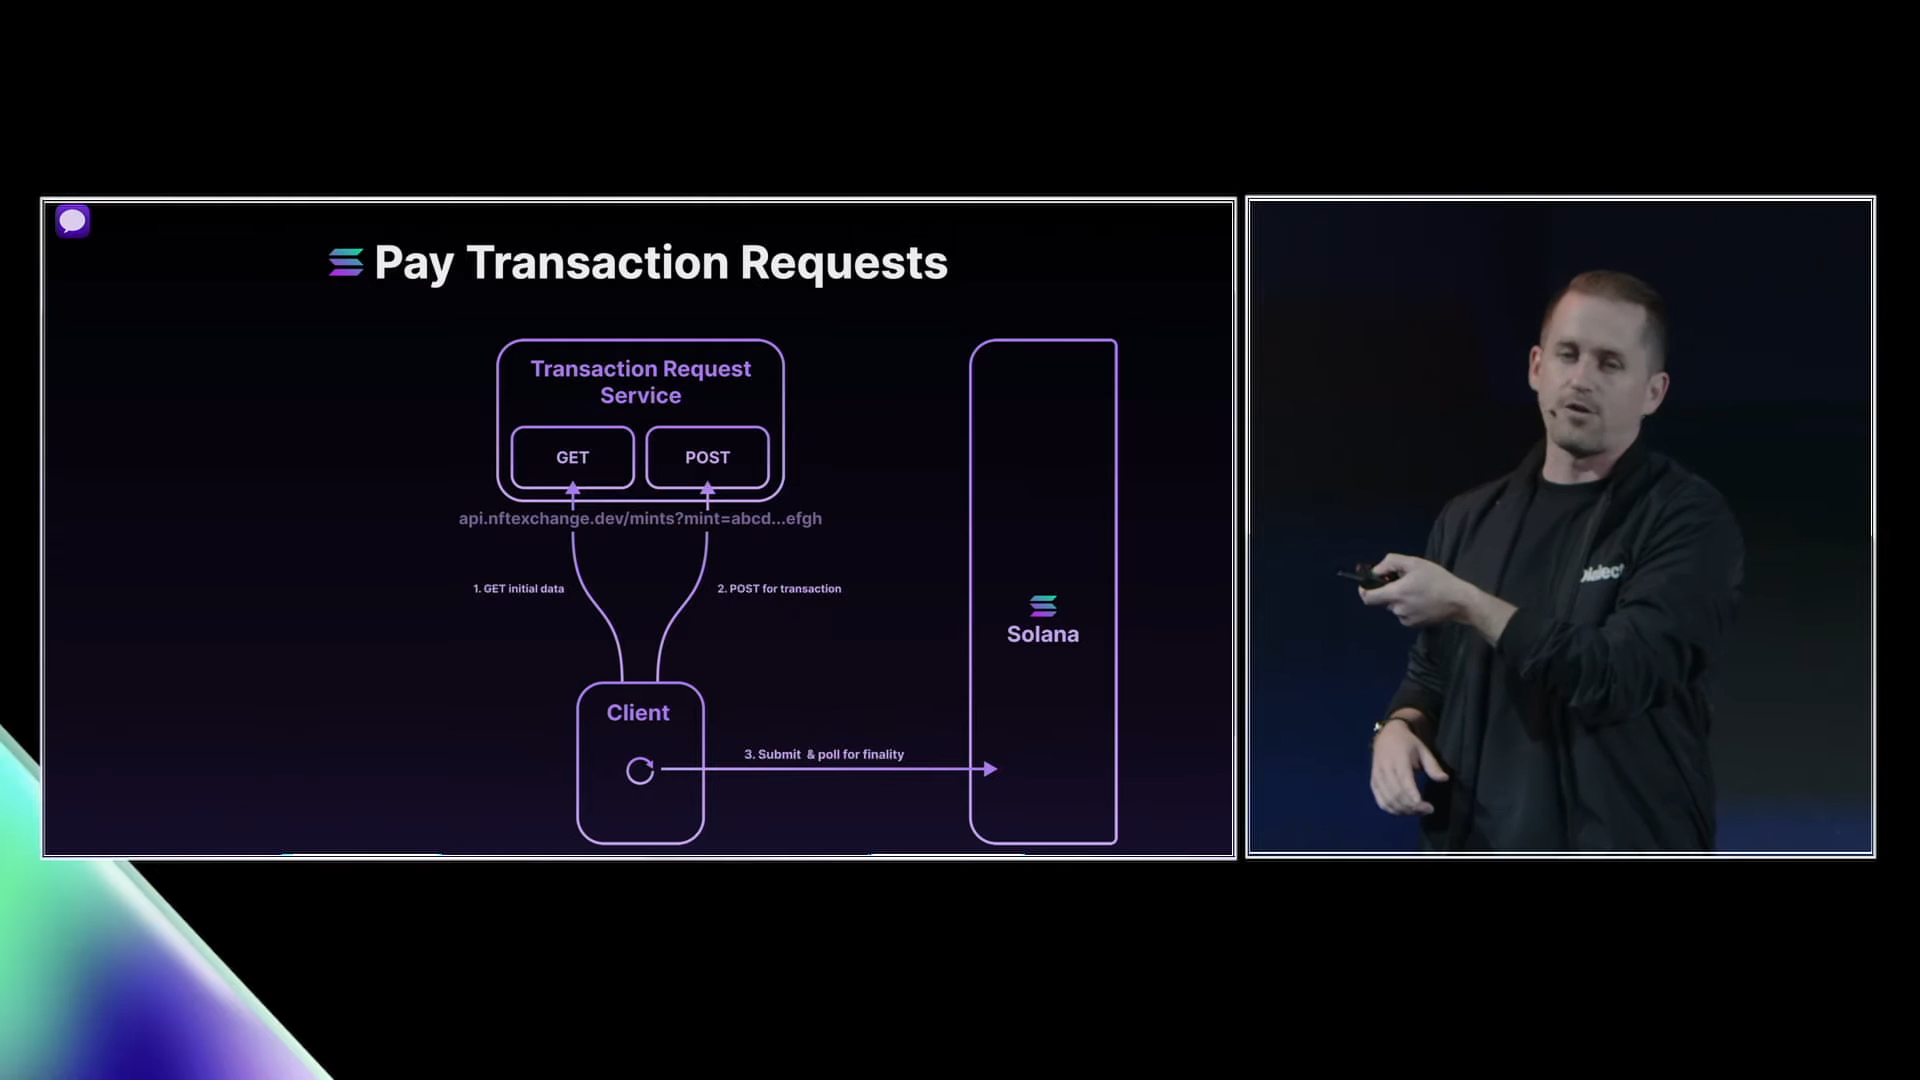 Pay Transaction Requests
Transaction Request
Service
GET
POST
api.nftexchange.dev/mints?mint=abcd...efgh
1. GET initial data
2. POST for transaction
Solana
Client
3. Submit & poll for finality
Dialect